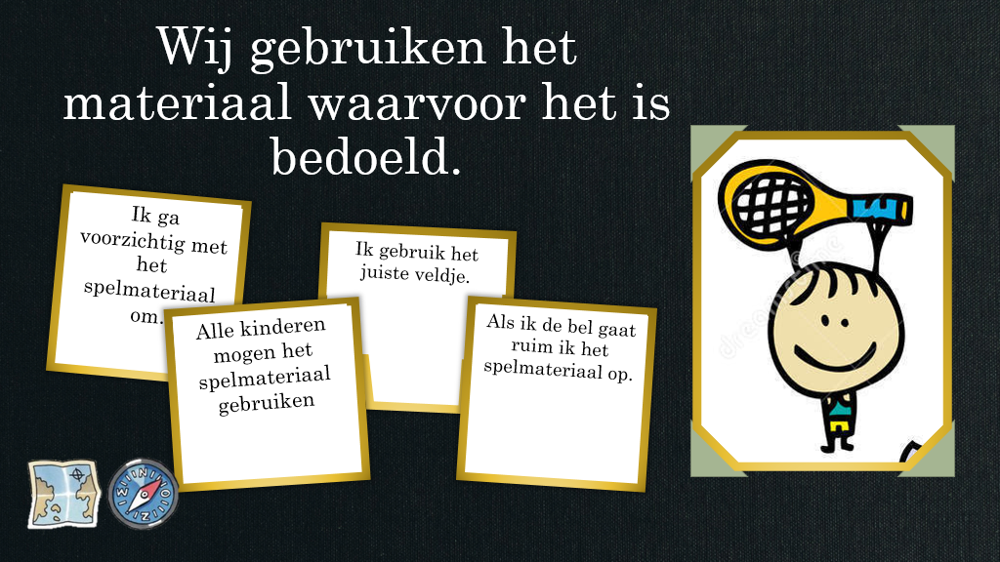 Wij gebruiken het
materiaal waarvoor het is
bedoeld.
Ik ga
voorzichtig met
het
spelmateriaal
om.
Alle kinderen
mogen het
spelmateriaal
gebruiken
Ik gebruik het
juiste veldje.
Als ik de bel gaat
ruim ik het
spelmateriaal op.
dreamstime